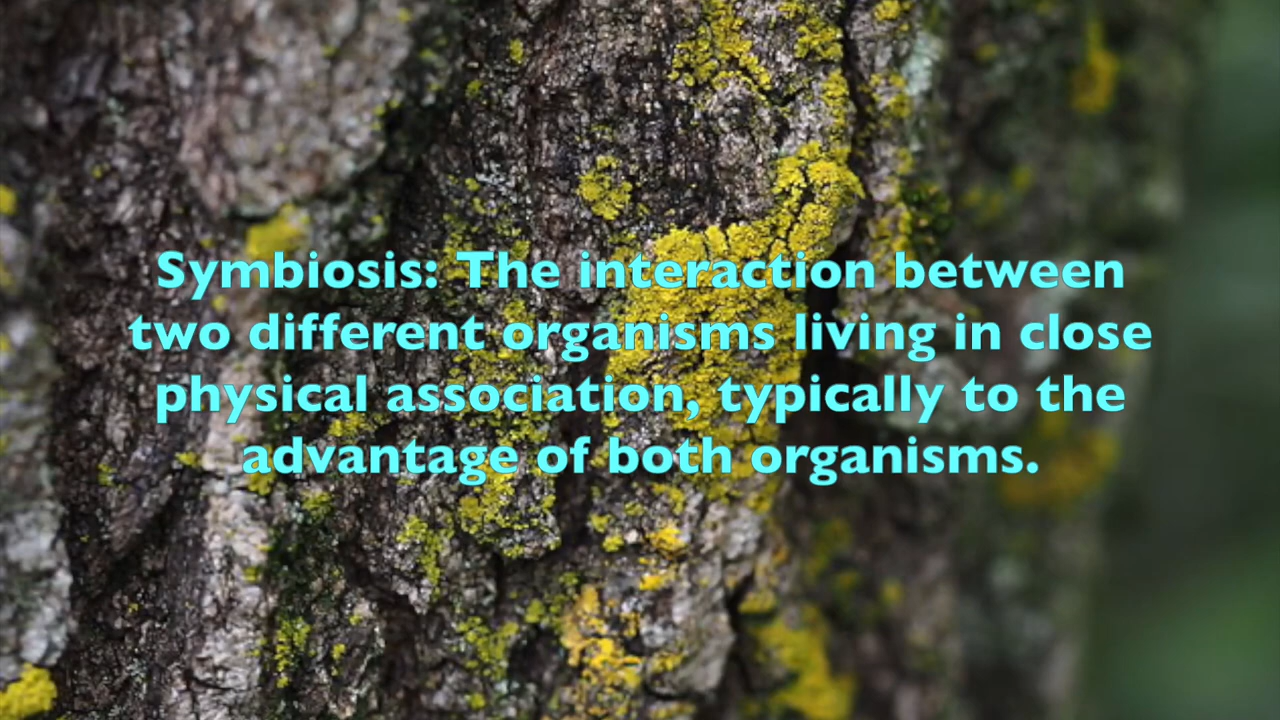 Symbiosis: The interaction between
two different organisms living in close
physical association, typically to the
advantage of both organisms.